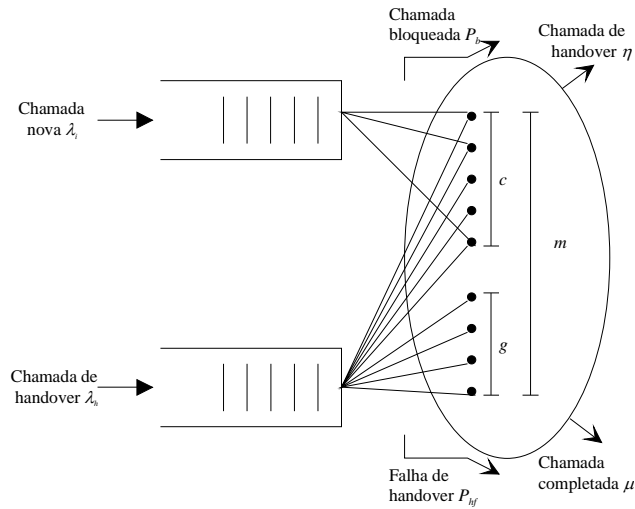 Chamada
bloqueada P_b
Chamada de
handover η
Chamada
nova λ_i
c
m
g
Chamada de
handover λ_h
Falha de
handover P_hf
Chamada
completada μ